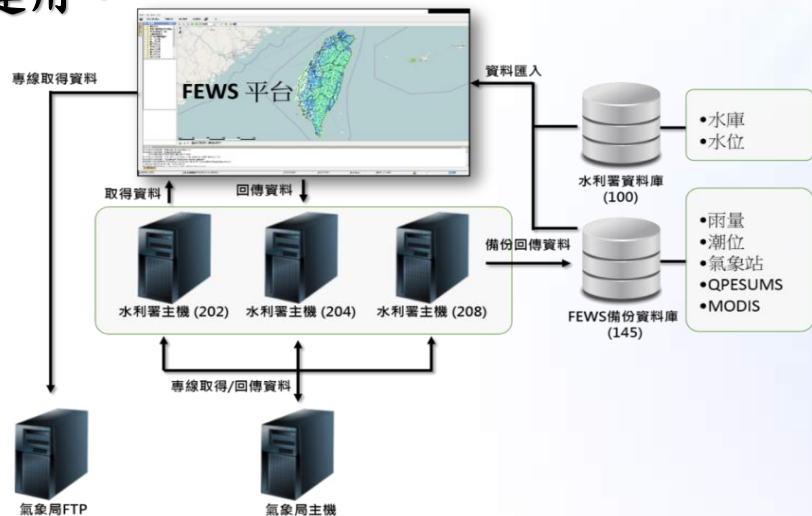 運用
專線取得資料
FEWS 平台
資料匯入
•水庫
•水位
水利署資料庫
(100)
取得資料
回傳資料
•雨量
•潮位
•氣象站
•QPESUMS
•MODIS
備份回傳資料
水利署主機 (202)
水利署主機 (204)
水利署主機 (208)
FEWS備份資料庫
(145)
專線取得/回傳資料
氣象局FTP
氣象局主機